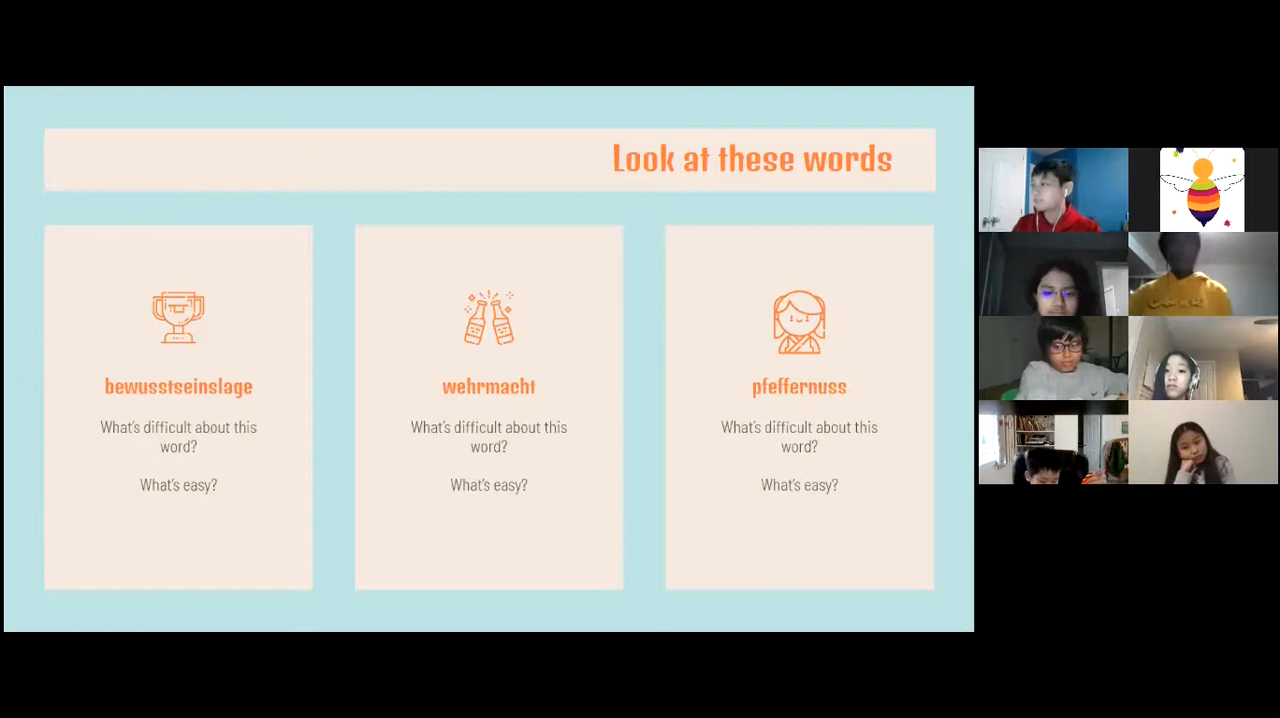 Look at these words
bewusstseinslage
What's difficult about this
word?
What's easy?
wehrmacht
What's difficult about this
word?
What's easy?
pfeffernuss
What's difficult about this
word?
What's easy?